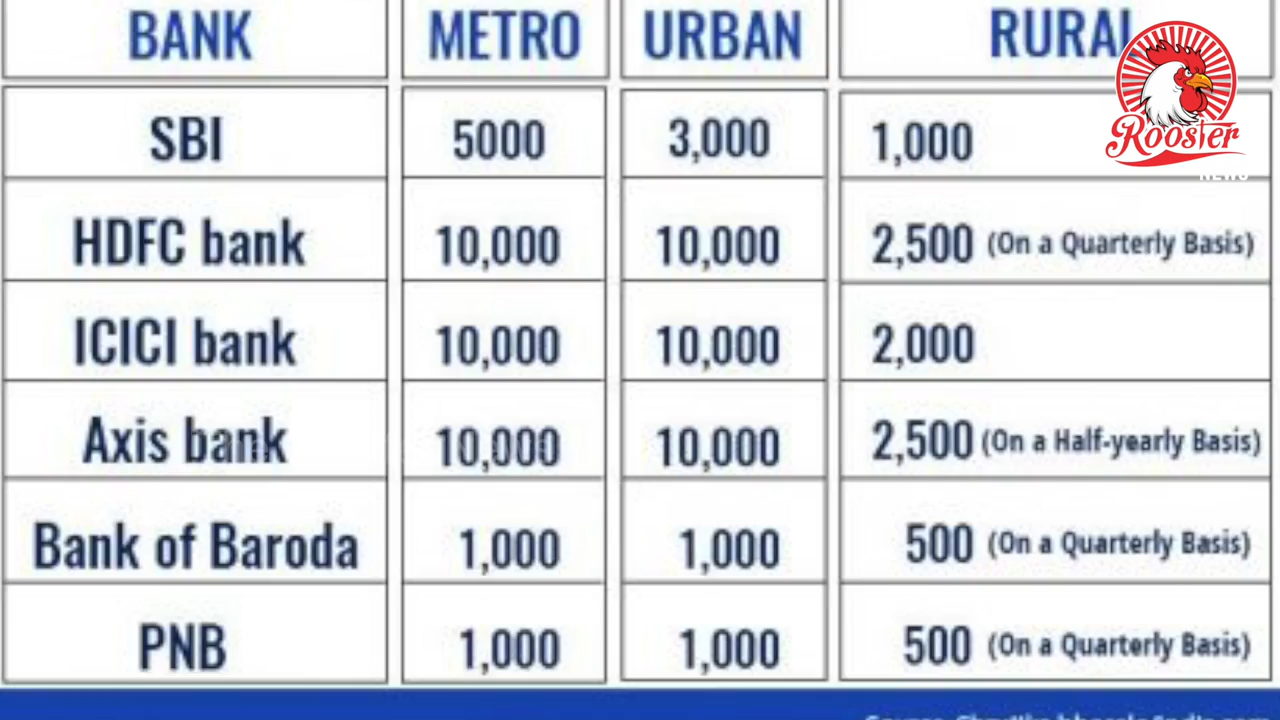 BANK METRO URBAN RURAL
Rooster
NEWS
SBI 5000 3,000 1,000
HDFC bank 10,000 10,000 2,500 (On a Quarterly Basis)
ICICI bank 10,000 10,000 2,000
Axis bank 10,000 10,000 2,500 (On a Half-yearly Basis)
Bank of Baroda 1,000 1,000 500 (On a Quarterly Basis)
PNB 1,000 1,000 500 (On a Quarterly Basis)